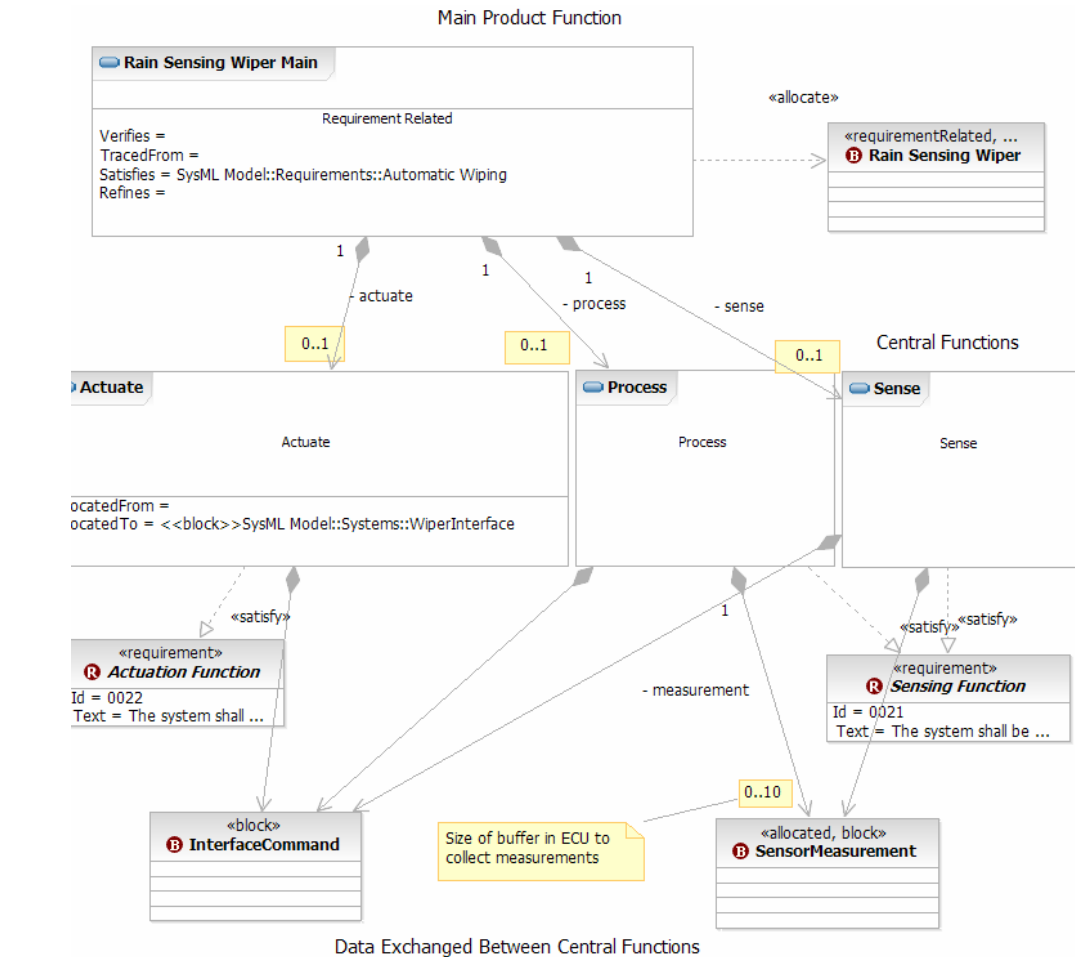 Main Product Function
Rain Sensing Wiper Main
Requirement Related
Verifies =
TracedFrom =
Satisfies = SysML Model::Requirements::Automatic Wiping
Refines =
«allocate»
«requirementRelated, ...
B Rain Sensing Wiper
1
1
1
- actuate
- process
- sense
0..1
0..1
0..1
Central Functions
Actuate
Process
Sense
Actuate
Process
Sense
ocatedFrom =
ocatedTo = <<block>>SysML Model::Systems::WiperInterface
«satisfy»
1
«satisfy»
«satisfy»
«requirement»
R Actuation Function
Id = 0022
Text = The system shall ...
«requirement»
R Sensing Function
Id = 0021
Text = The system shall be ...
- measurement
0..10
«block»
B InterfaceCommand
Size of buffer in ECU to
collect measurements
«allocated, block»
B SensorMeasurement
Data Exchanged Between Central Functions